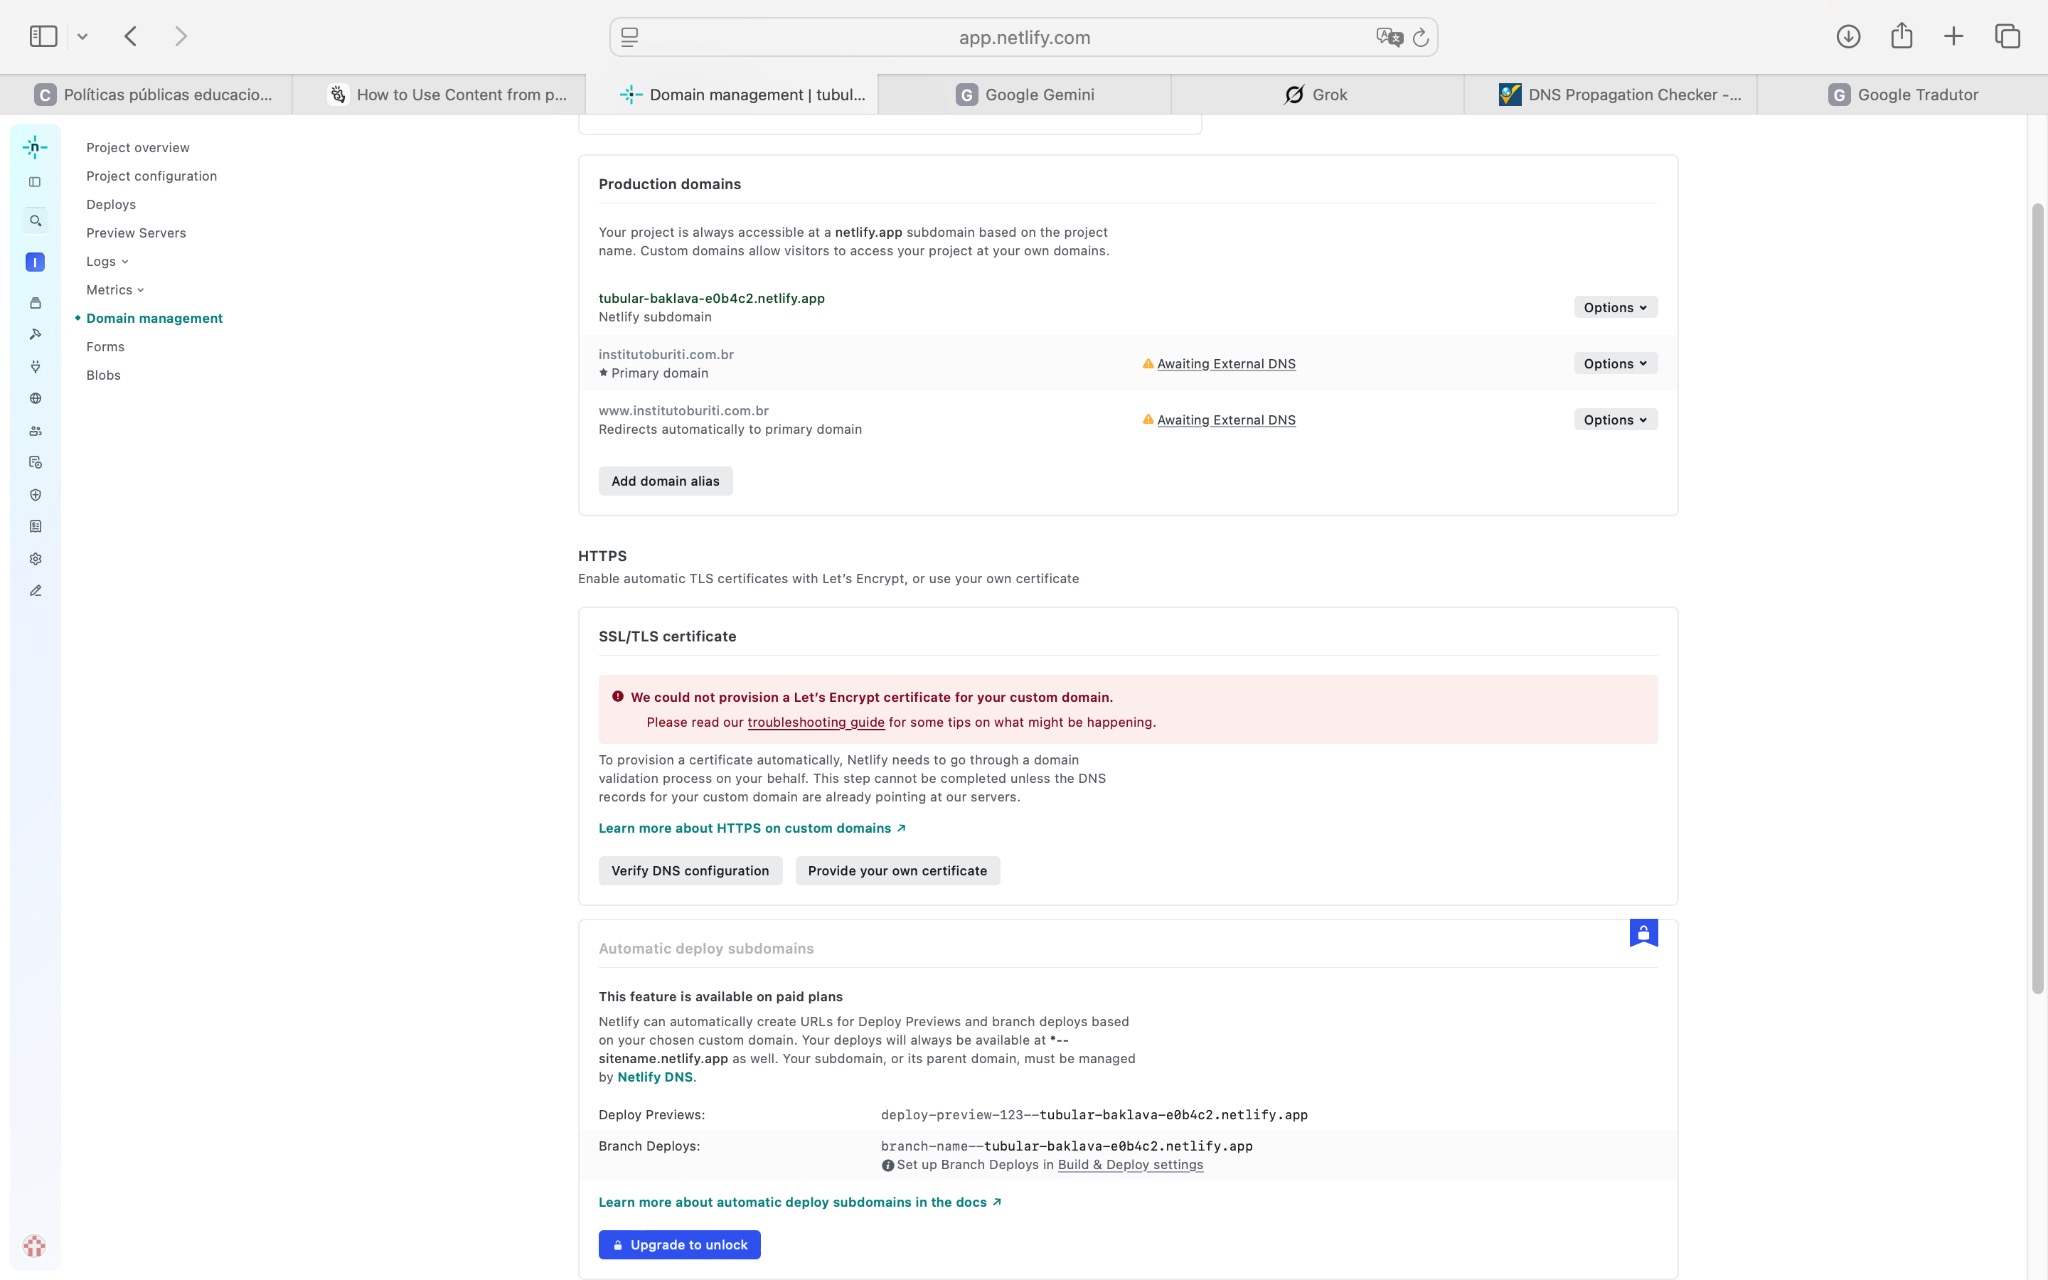 app.netlify.com
C Políticas públicas educacio...
How to Use Content from p...
Domain management | tubul...
G Google Gemini
Grok
DNS Propagation Checker -...
G Google Tradutor
Project overview
Project configuration
Deploys
Preview Servers
Logs
Metrics
Domain management
Forms
Blobs
Production domains
Your project is always accessible at a netlify.app subdomain based on the project
name. Custom domains allow visitors to access your project at your own domains.
tubular-baklava-e0b4c2.netlify.app
Netlify subdomain
Options
institutoburiti.com.br
★ Primary domain
Awaiting External DNS
Options
www.institutoburiti.com.br
Redirects automatically to primary domain
Awaiting External DNS
Options
Add domain alias
HTTPS
Enable automatic TLS certificates with Let's Encrypt, or use your own certificate
SSL/TLS certificate
We could not provision a Let's Encrypt certificate for your custom domain.
Please read our troubleshooting guide for some tips on what might be happening.
To provision a certificate automatically, Netlify needs to go through a domain
validation process on your behalf. This step cannot be completed unless the DNS
records for your custom domain are already pointing at our servers.
Learn more about HTTPS on custom domains ↗
Verify DNS configuration
Provide your own certificate
Automatic deploy subdomains
This feature is available on paid plans
Netlify can automatically create URLs for Deploy Previews and branch deploys based
on your chosen custom domain. Your deploys will always be available at *--
sitename.netlify.app as well. Your subdomain, or its parent domain, must be managed
by Netlify DNS.
Deploy Previews: deploy-preview-123--tubular-baklava-e0b4c2.netlify.app
Branch Deploys: branch-name--tubular-baklava-e0b4c2.netlify.app
Set up Branch Deploys in Build & Deploy settings
Learn more about automatic deploy subdomains in the docs ↗
Upgrade to unlock